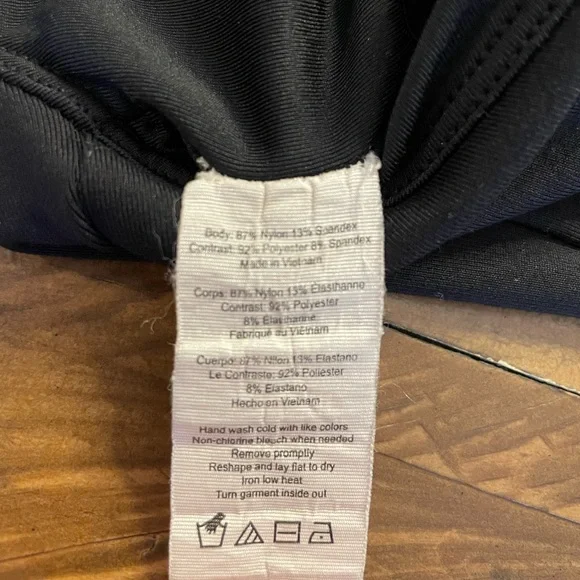 Body: 87% Nylon 13% Spandex
Contrast: 92% Polyester 8% Spandex
Made in Vietnam
Corps: 87% Nylon 13% Elasthanno
Contrast: 92% Polyester
8% Elasthanne
Fabriqué au Viêtnam
Cuerpo: 87% Nilon 13% Elastano
Le Contraste: 92% Poliester
8% Elastano
Hecho en Vietnam
Hand wash cold with like colors
Non-chlorine bleach when needed
Remove promptly
Reshape and lay flat to dry
Iron low heat
Turn garment inside out